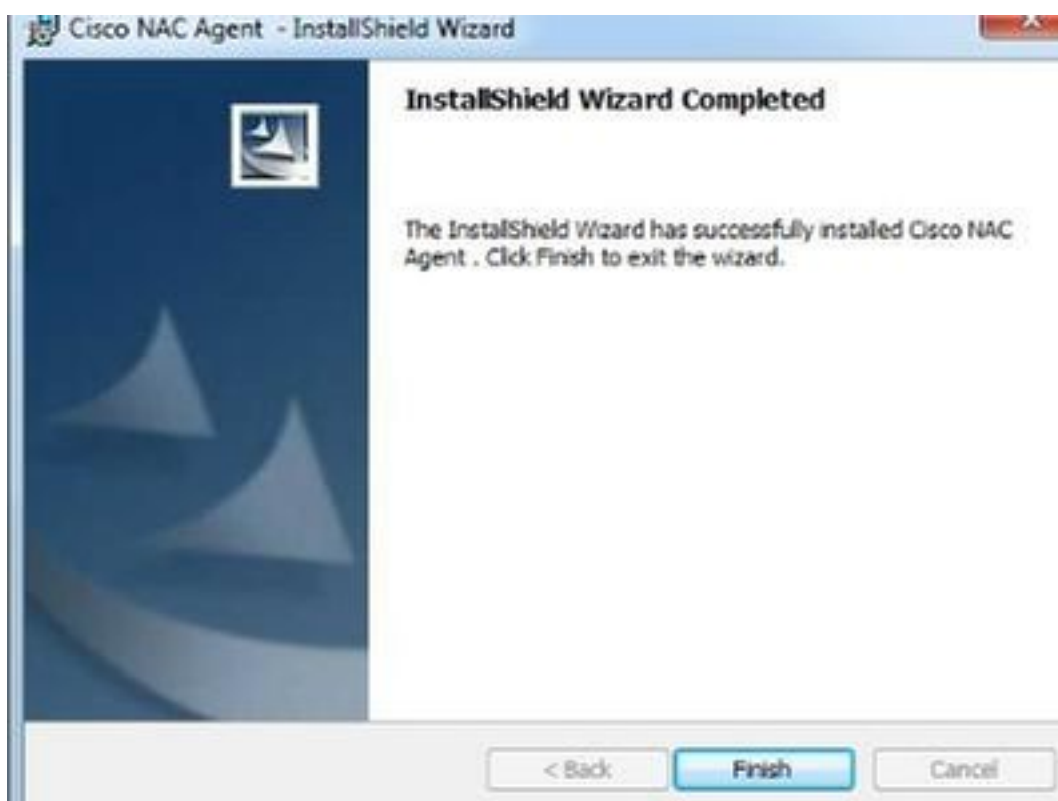 Cisco NAC Agent - InstallShield Wizard
InstallShield Wizard Completed
The InstallShield Wizard has successfully installed Cisco NAC
Agent . Click Finish to exit the wizard.
< Back
Finish
Cancel